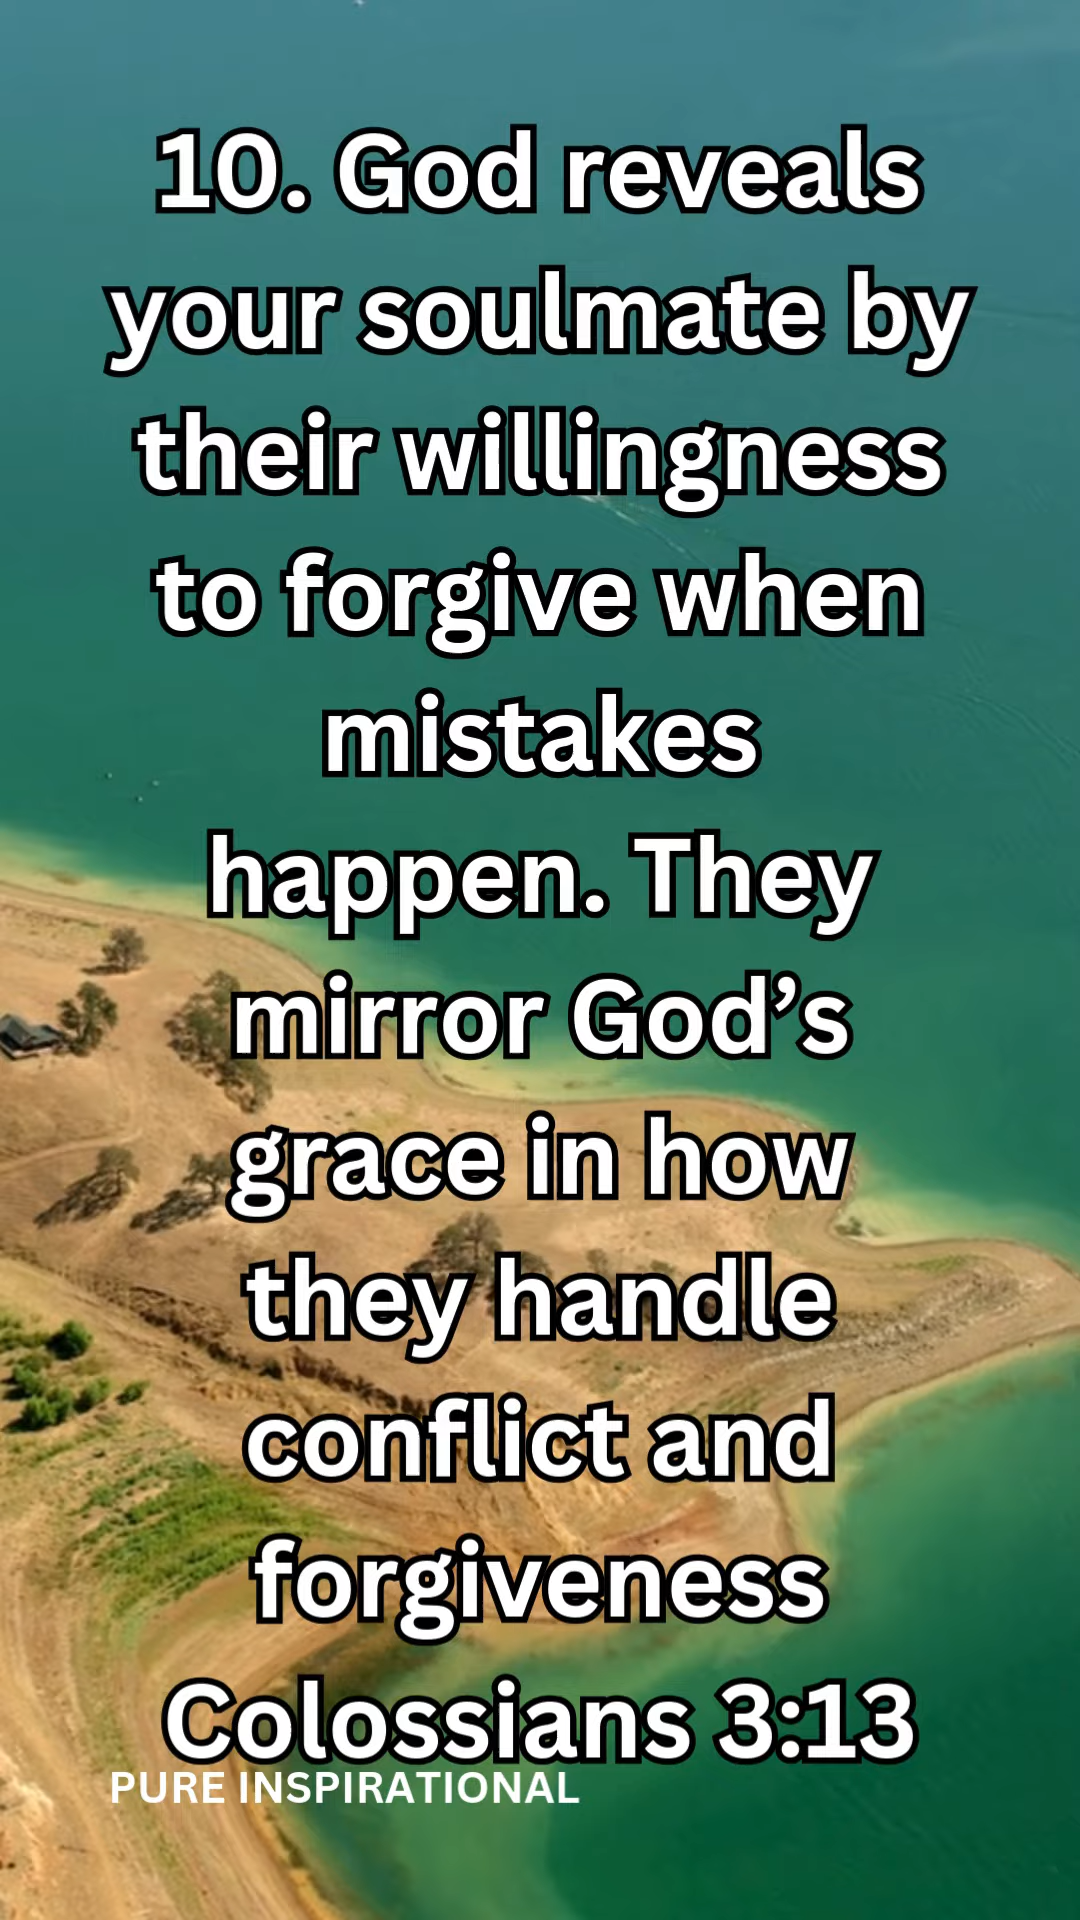 10. God reveals
your soulmate by
their willingness
to forgive when
mistakes
happen. They
mirror God’s
grace in how
they handle
conflict and
forgiveness
Colossians 3:13
PURE INSPIRATIONAL